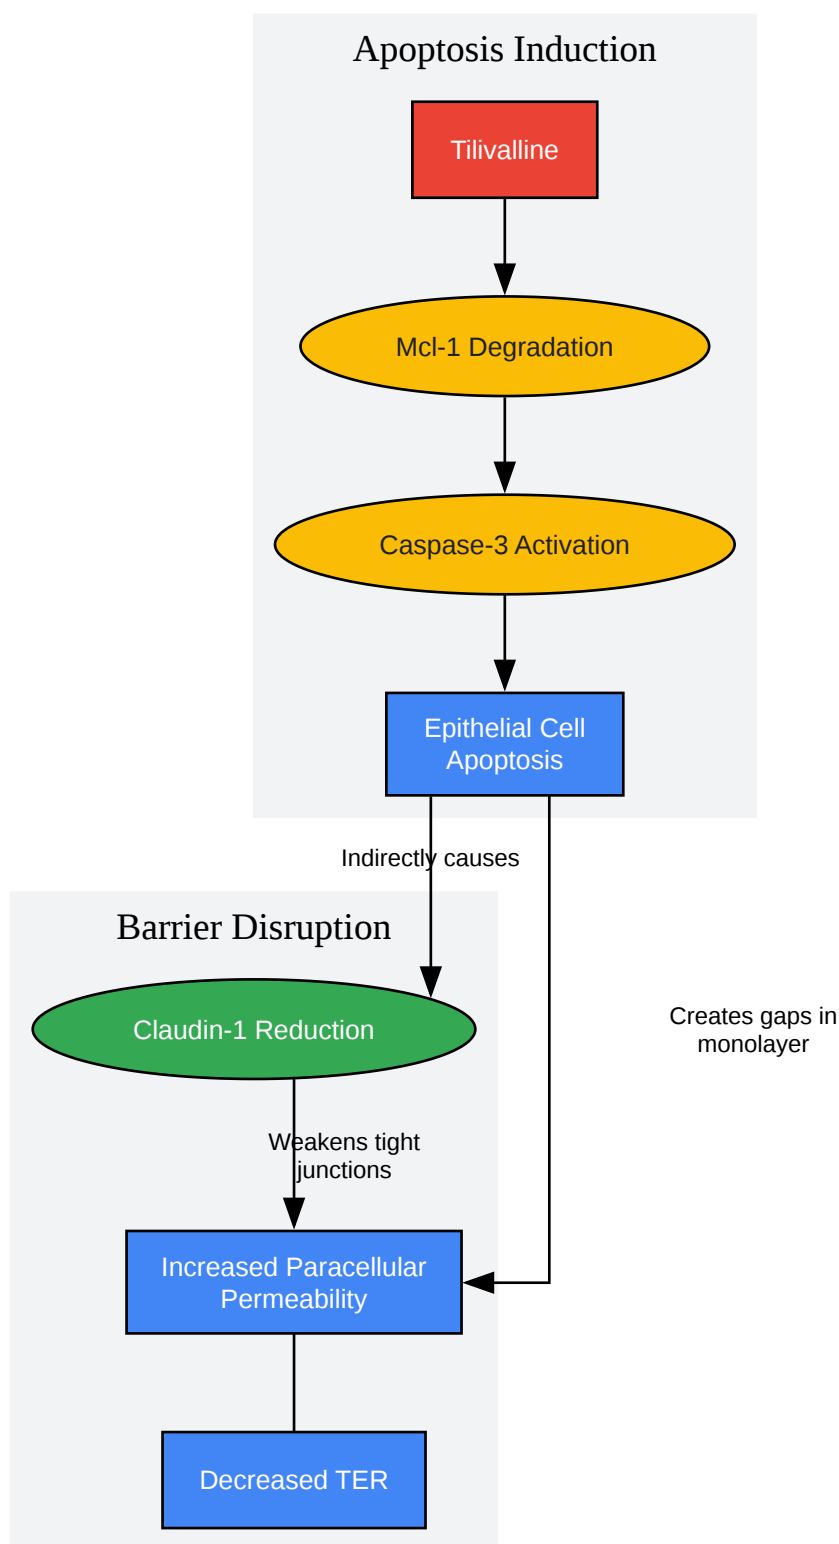 Apoptosis Induction
Tilivalline
Mcl-1 Degradation
Caspase-3 Activation
Epithelial Cell
Apoptosis
Indirectly causes
Barrier Disruption
Claudin-1 Reduction
Creates gaps in
monolayer
Weakens tight
junctions
Increased Paracellular
Permeability
Decreased TER